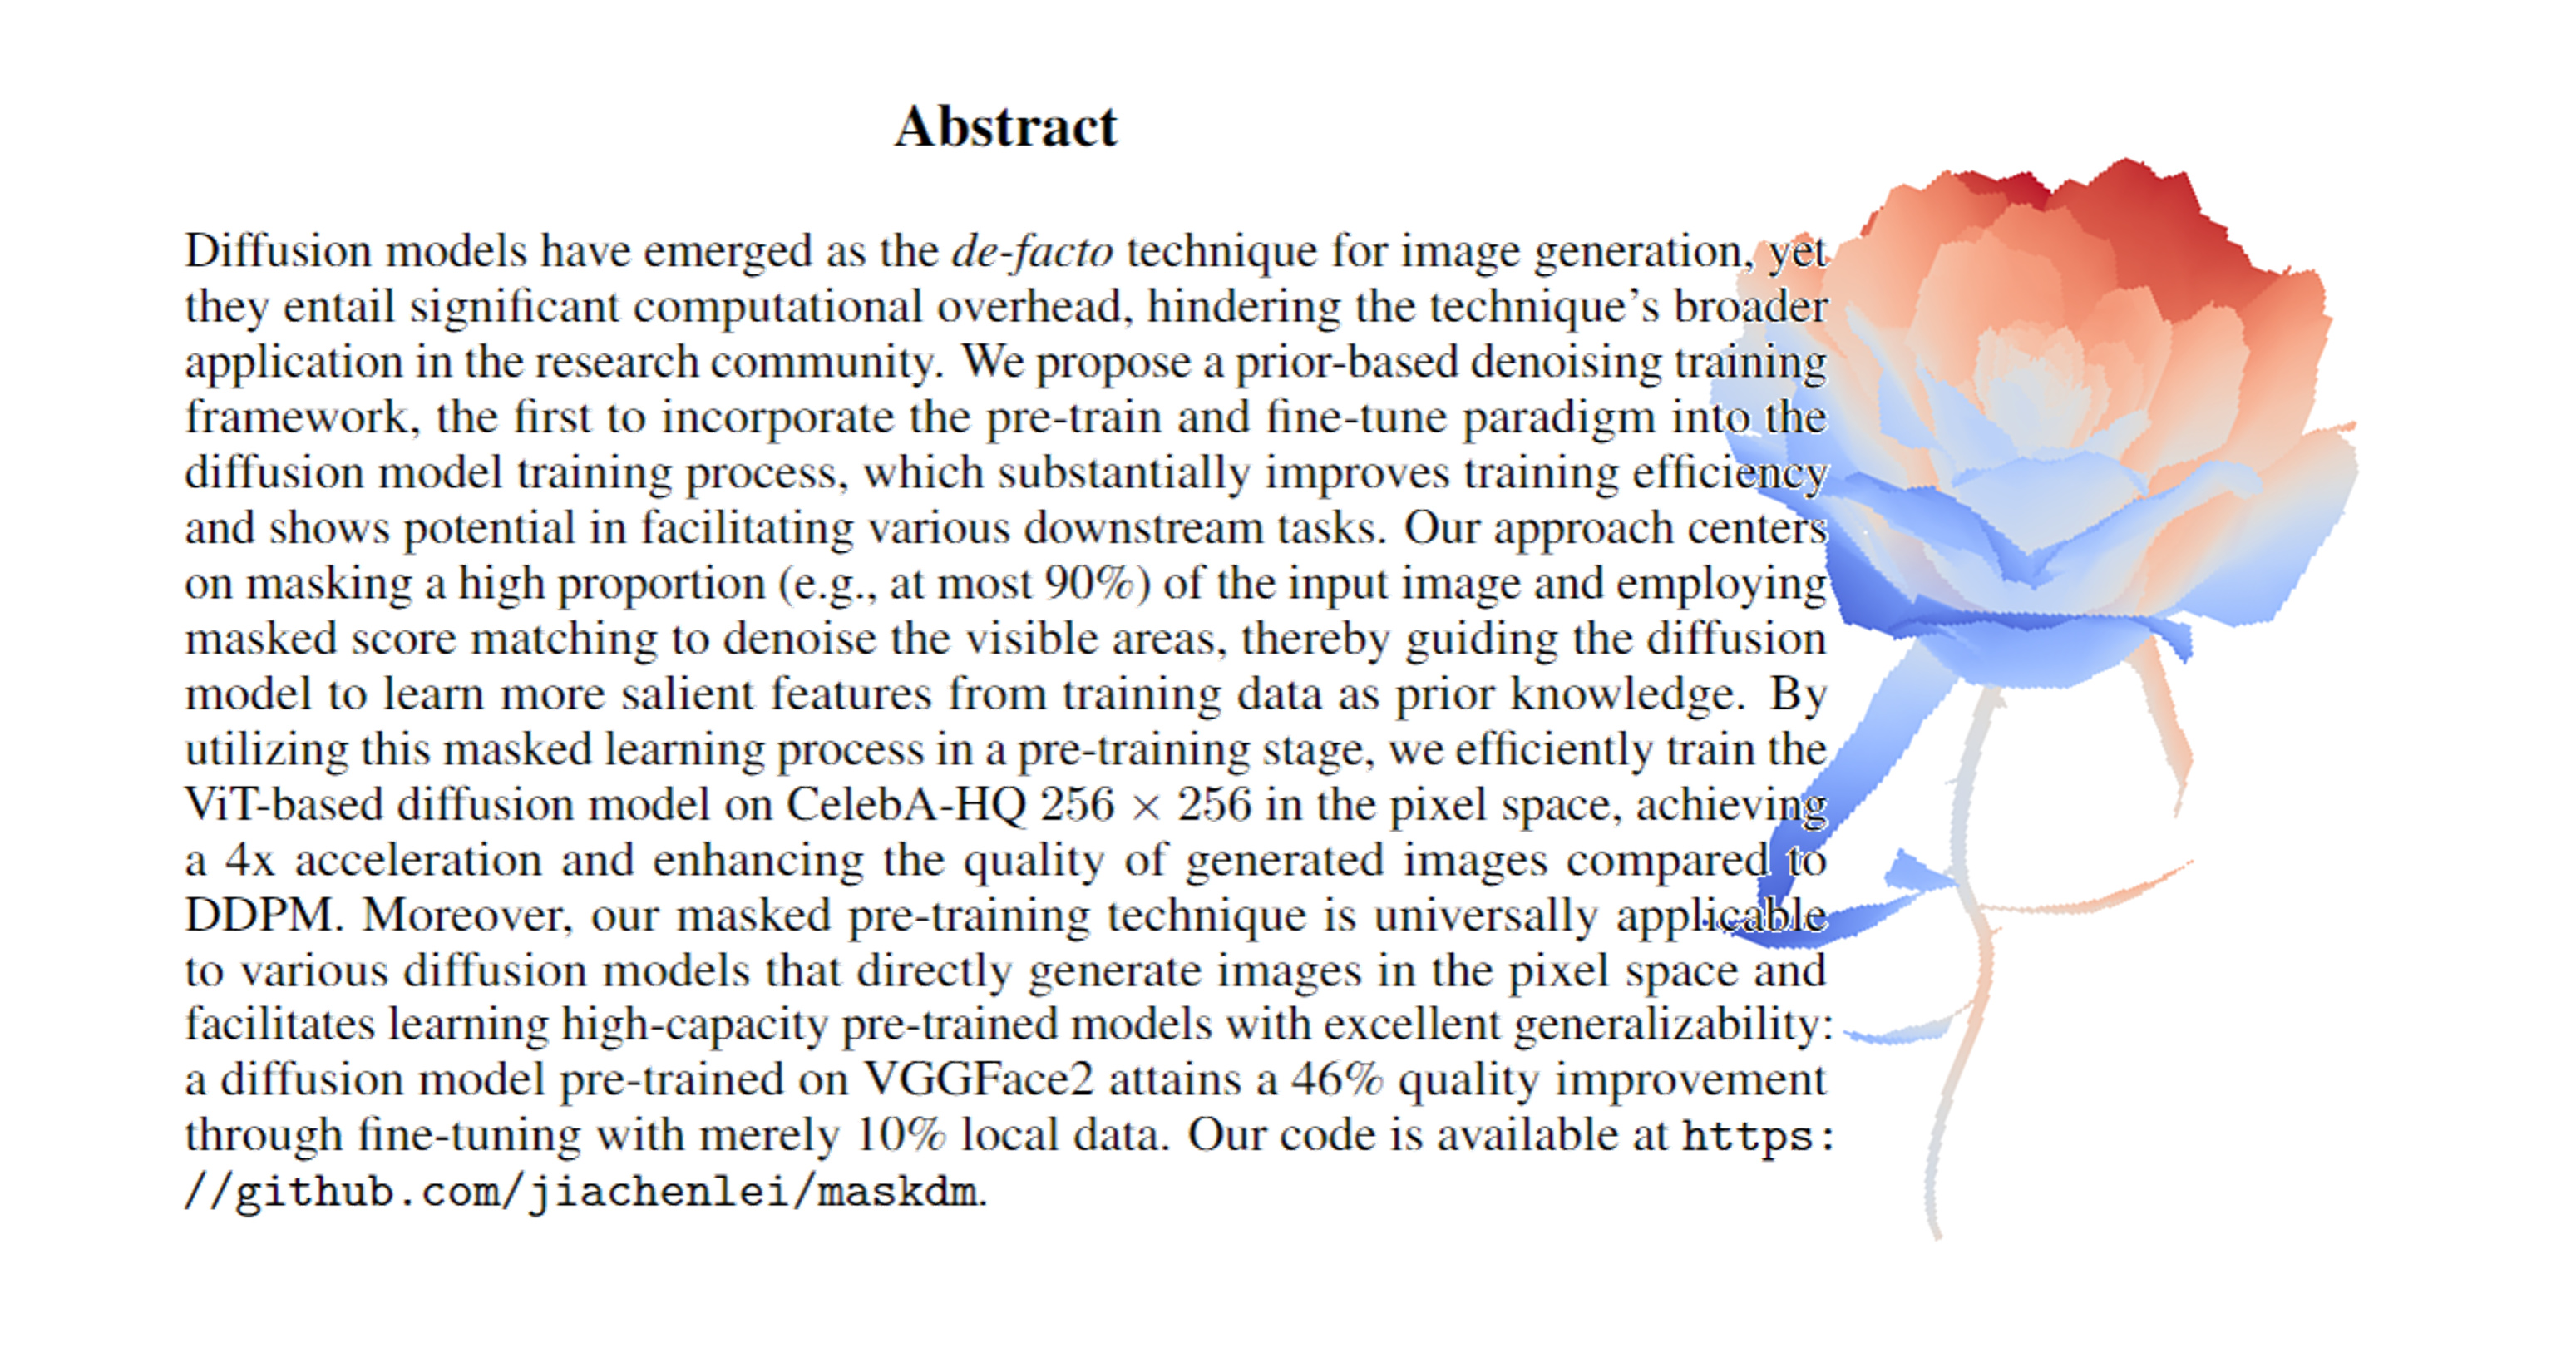 Abstract
Diffusion models have emerged as the de-facto technique for image generation, yet
they entail significant computational overhead, hindering the technique’s broader
application in the research community. We propose a prior-based denoising training
framework, the first to incorporate the pre-train and fine-tune paradigm into the
diffusion model training process, which substantially improves training efficiency
and shows potential in facilitating various downstream tasks. Our approach centers
on masking a high proportion (e.g., at most 90%) of the input image and employing
masked score matching to denoise the visible areas, thereby guiding the diffusion
model to learn more salient features from training data as prior knowledge. By
utilizing this masked learning process in a pre-training stage, we efficiently train the
ViT-based diffusion model on CelebA-HQ 256 × 256 in the pixel space, achieving
a 4x acceleration and enhancing the quality of generated images compared to
DDPM. Moreover, our masked pre-training technique is universally applicable
to various diffusion models that directly generate images in the pixel space and
facilitates learning high-capacity pre-trained models with excellent generalizability:
a diffusion model pre-trained on VGGFace2 attains a 46% quality improvement
through fine-tuning with merely 10% local data. Our code is available at https:
//github.com/jiachenlei/maskdm.